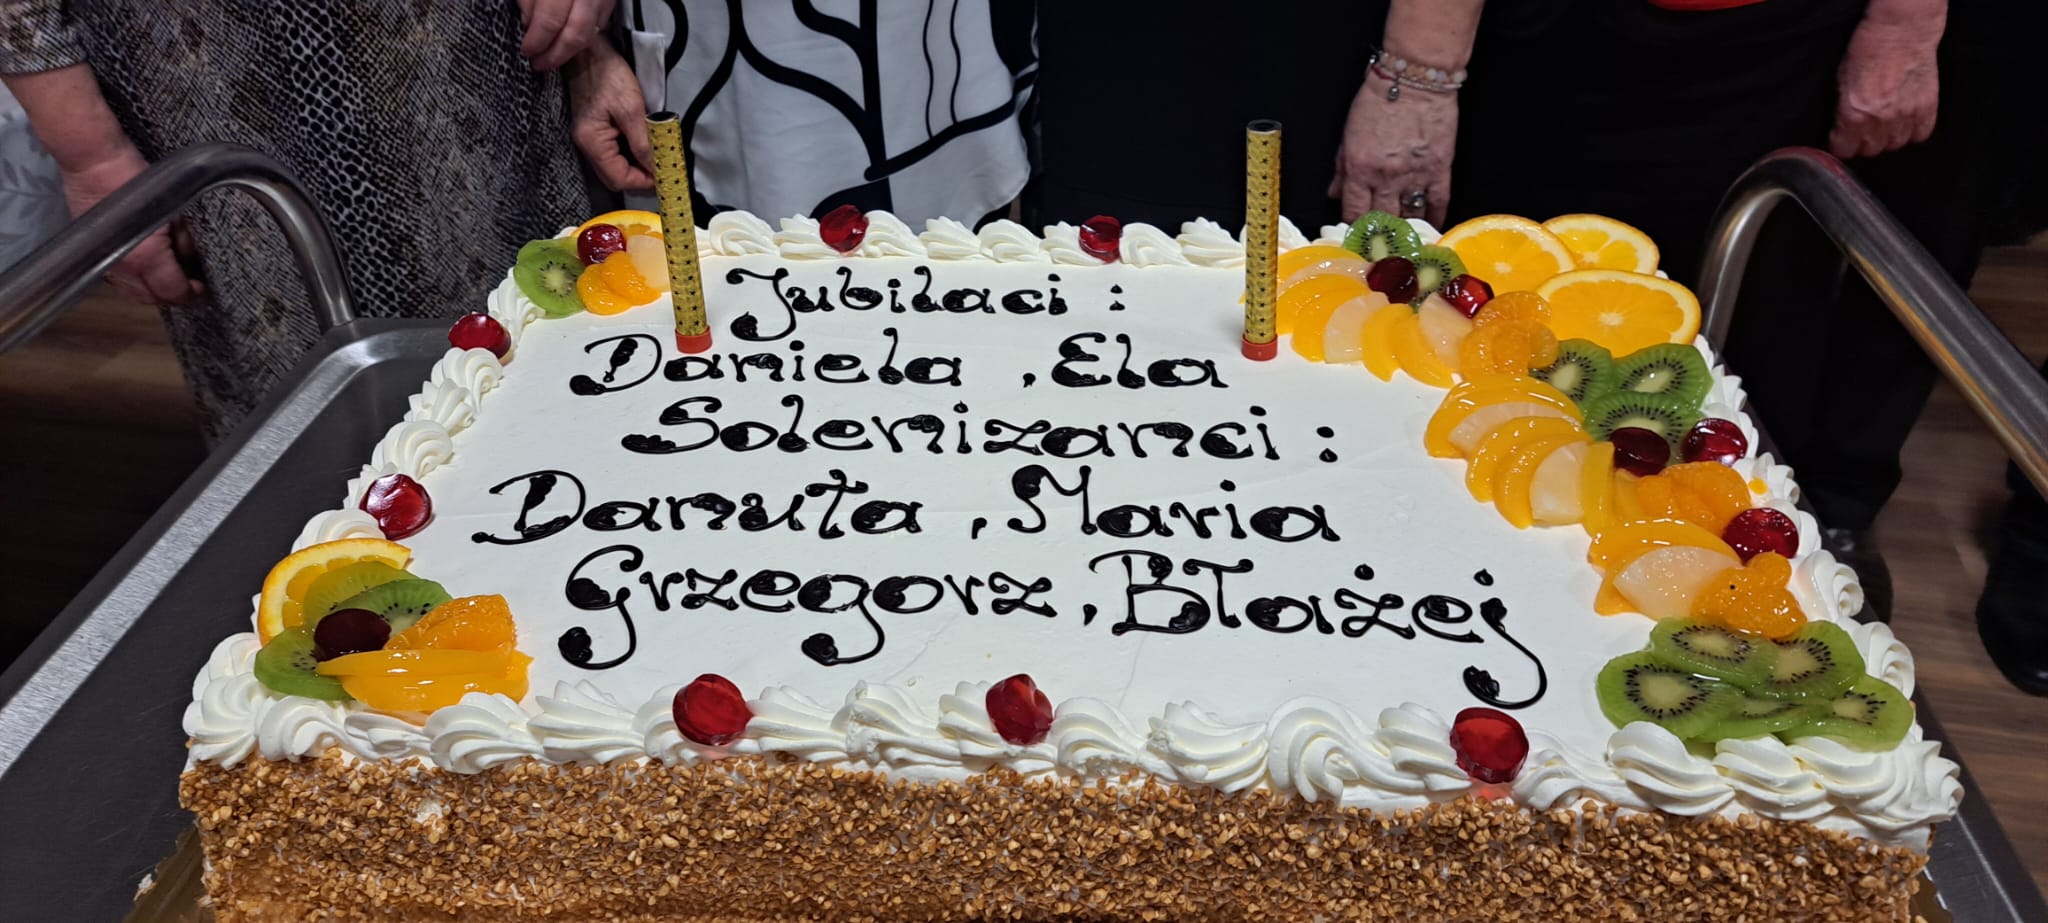 Jubilaci :
Daniela , Ela
Solenizanci :
Danuta , Maria
Grzegorz , Błażej